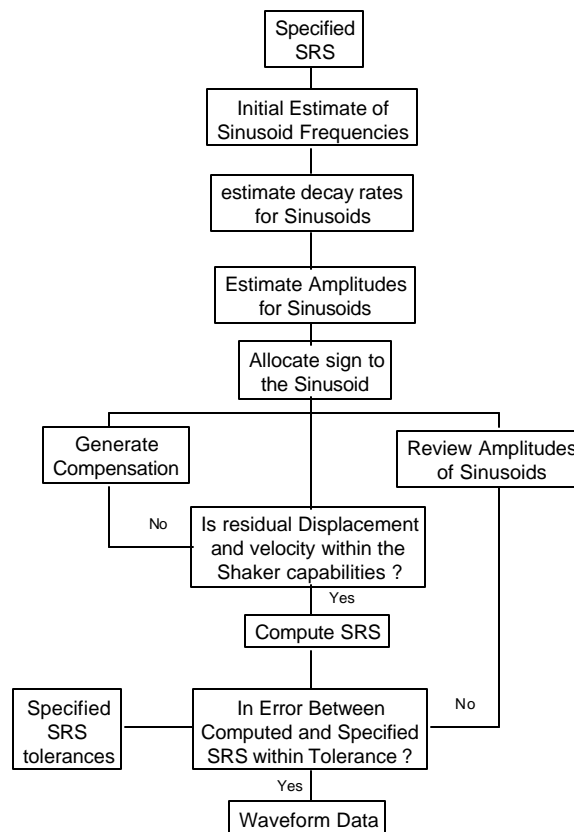 Specified
SRS
Initial Estimate of
Sinusoid Frequencies
estimate decay rates
for Sinusoids
Estimate Amplitudes
for Sinusoids
Allocate sign to
the Sinusoid
Generate
Compensation
Review Amplitudes
of Sinusoids
No
Is residual Displacement
and velocity within the
Shaker capabilities ?
Yes
Compute SRS
Specified
SRS
tolerances
In Error Between
Computed and Specified
SRS within Tolerance ?
No
Yes
Waveform Data